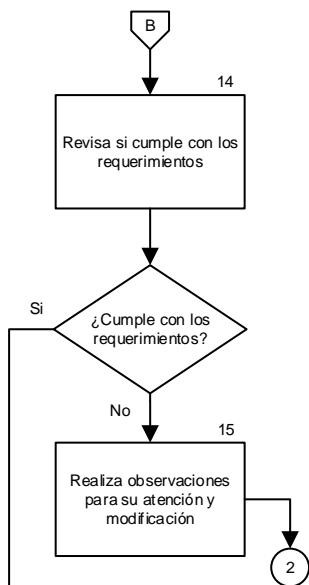 B
14
Revisa si cumple con los
requerimientos
Si
¿Cumple con los
requerimientos?
No
15
Realiza observaciones
para su atención y
modificación
2